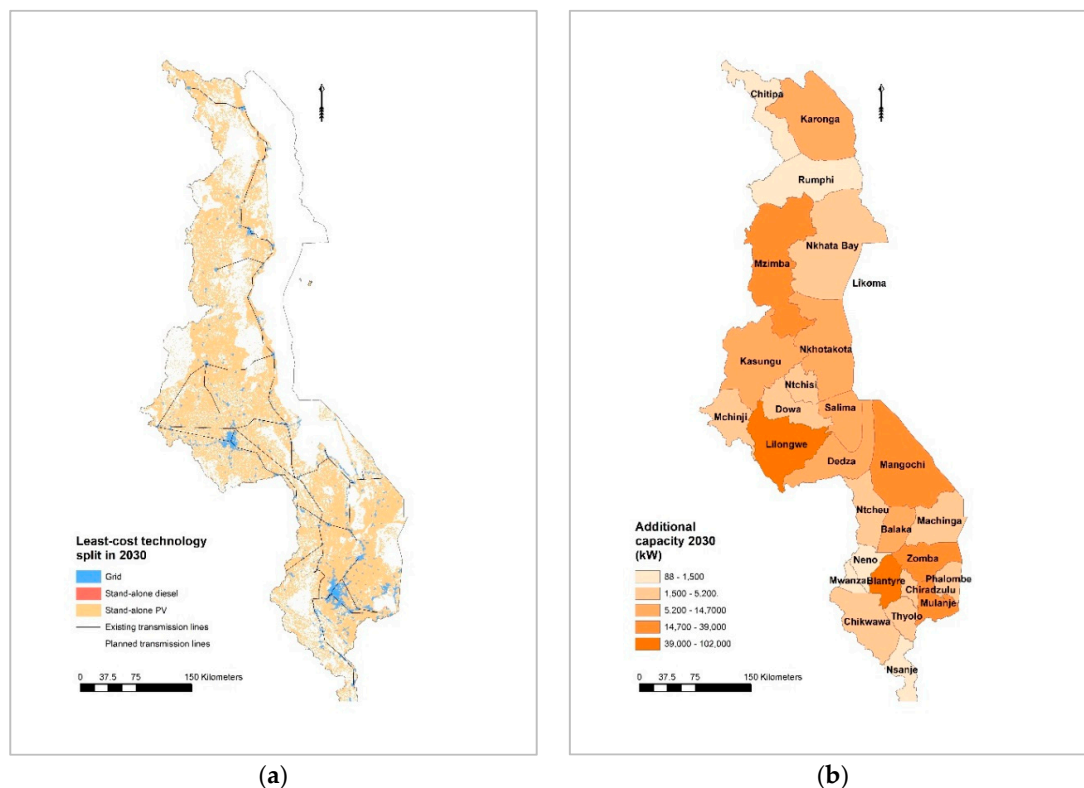 Least-cost technology
split in 2030
Grid
Stand-alone diesel
Stand-alone PV
Existing transmission lines
Planned transmission lines
0 37.5 75 150 Kilometers
(a)
Chitipa
Karonga
Rumphi
Nkhata Bay
Mzimba
Likoma
Nkhotakota
Kasungu
Ntchisi
Mchinji
Dowa
Salima
Lilongwe
Dedza
Mangochi
Ntcheu
Machinga
Balaka
Neno
Zomba
Mwanza
Blantyre
Phalombe
Chiradzulu
Mulanje
Thyolo
Chikwawa
Nsanje
Additional
capacity 2030
(kW)
88 - 1,500
1,500 - 5,200
5,200 - 14,7000
14,700 - 39,000
39,000 - 102,000
0 37.5 75 150 Kilometers
(b)